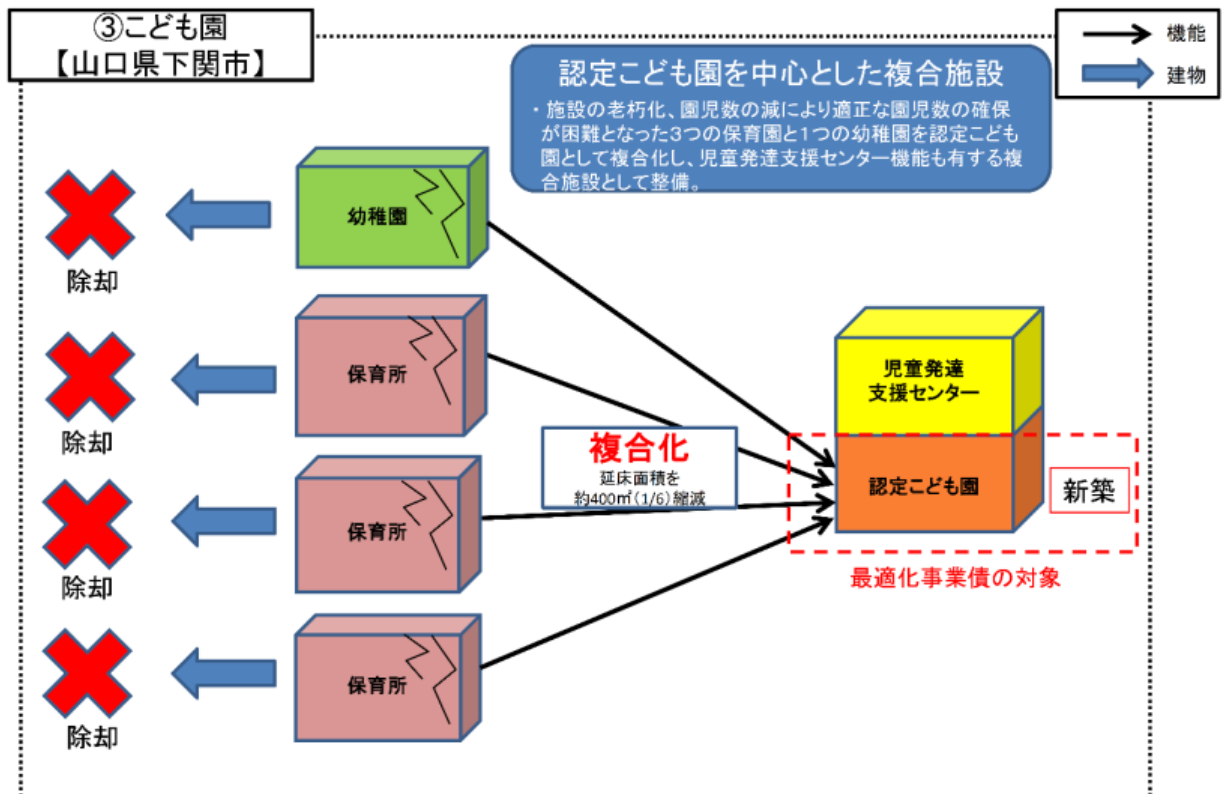 ③こども園
【山口県下関市】
機能
建物
認定こども園を中心とした複合施設
・施設の老朽化、園児数の減により適正な園児数の確保
が困難となった3つの保育園と1つの幼稚園を認定こども
園として複合化し、児童発達支援センター機能も有する複
合施設として整備。
幼稚園
除却
保育所
除却
児童発達
支援センター
複合化
延床面積を
約400㎡(1/6)縮減
認定こども園
新築
最適化事業債の対象
保育所
除却
保育所
除却